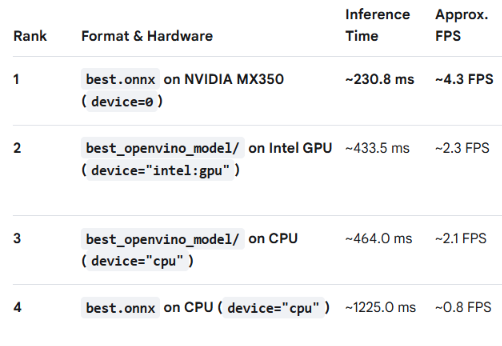 Inference Approx.
Rank Format & Hardware Time FPS
1 best.onnx on NVIDIA MX350 ~230.8 ms ~4.3 FPS
(device=0)
2 best_openvino_model/ on Intel GPU ~433.5 ms ~2.3 FPS
(device="intel:gpu")
3 best_openvino_model/ on CPU ~464.0 ms ~2.1 FPS
(device="cpu")
4 best.onnx on CPU (device="cpu") ~1225.0 ms ~0.8 FPS